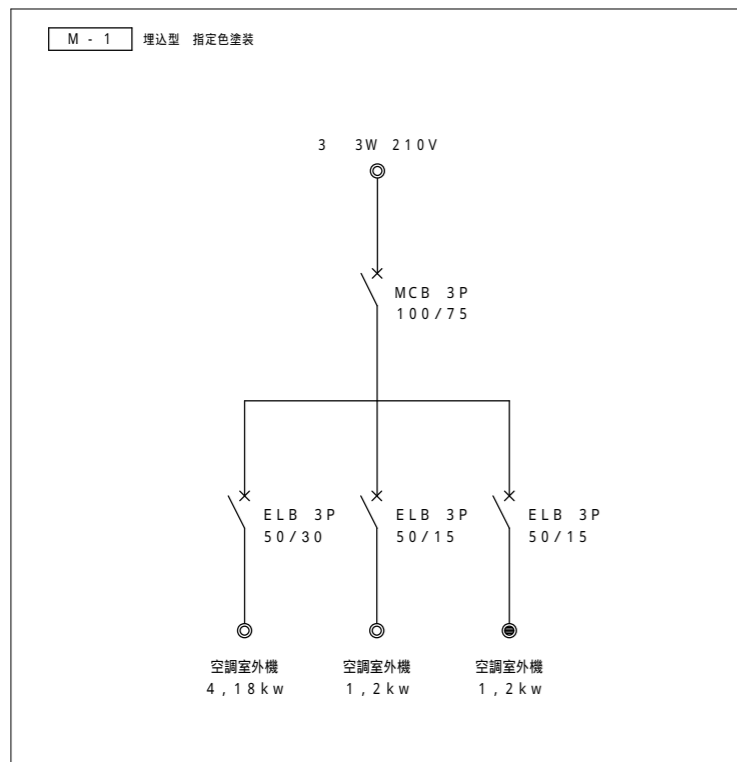 M - 1 埋込型 指定色塗装
3 3W 210V
MCB 3P
100/75
ELB 3P
50/30
ELB 3P
50/15
ELB 3P
50/15
空調室外機
4,18kw
空調室外機
1,2kw
空調室外機
1,2kw